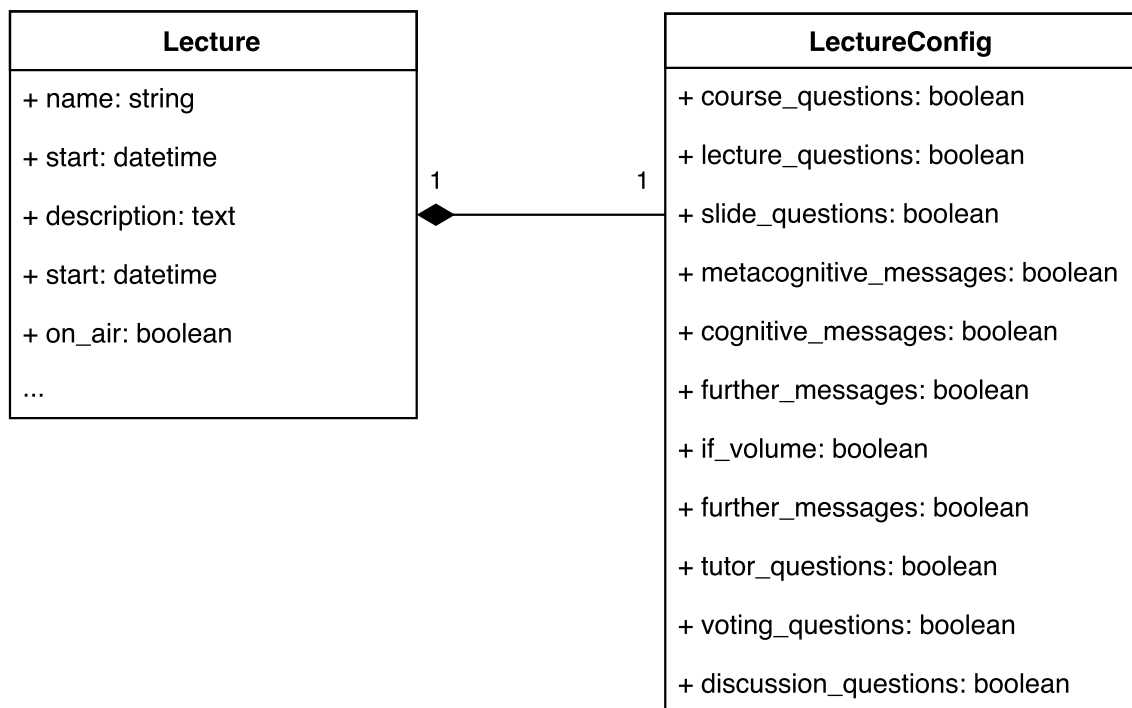 Lecture
+ name: string
+ start: datetime
+ description: text
+ start: datetime
+ on_air: boolean
...
1
1
LectureConfig
+ course_questions: boolean
+ lecture_questions: boolean
+ slide_questions: boolean
+ metacognitive_messages: boolean
+ cognitive_messages: boolean
+ further_messages: boolean
+ if_volume: boolean
+ further_messages: boolean
+ tutor_questions: boolean
+ voting_questions: boolean
+ discussion_questions: boolean